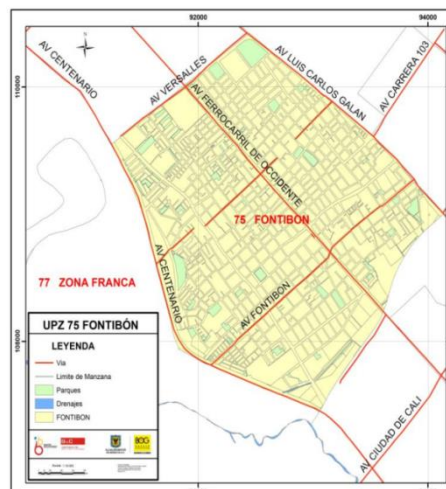 92000
94000
110000
108000
AV CENTENARIO
AV VERSALLES
AV LUIS CARLOS GALAN
AV CARRERA 103
AV FERROCARRIL DE OCCIDENTE
75 FONTIBON
77 ZONA FRANCA
AV CENTENARIO
AV FONTIBON
AV CIUDAD DE CALI
UPZ 75 FONTIBÓN
LEYENDA
Via
Limite de Manzana
Parques
Drenajes
FONTIBON